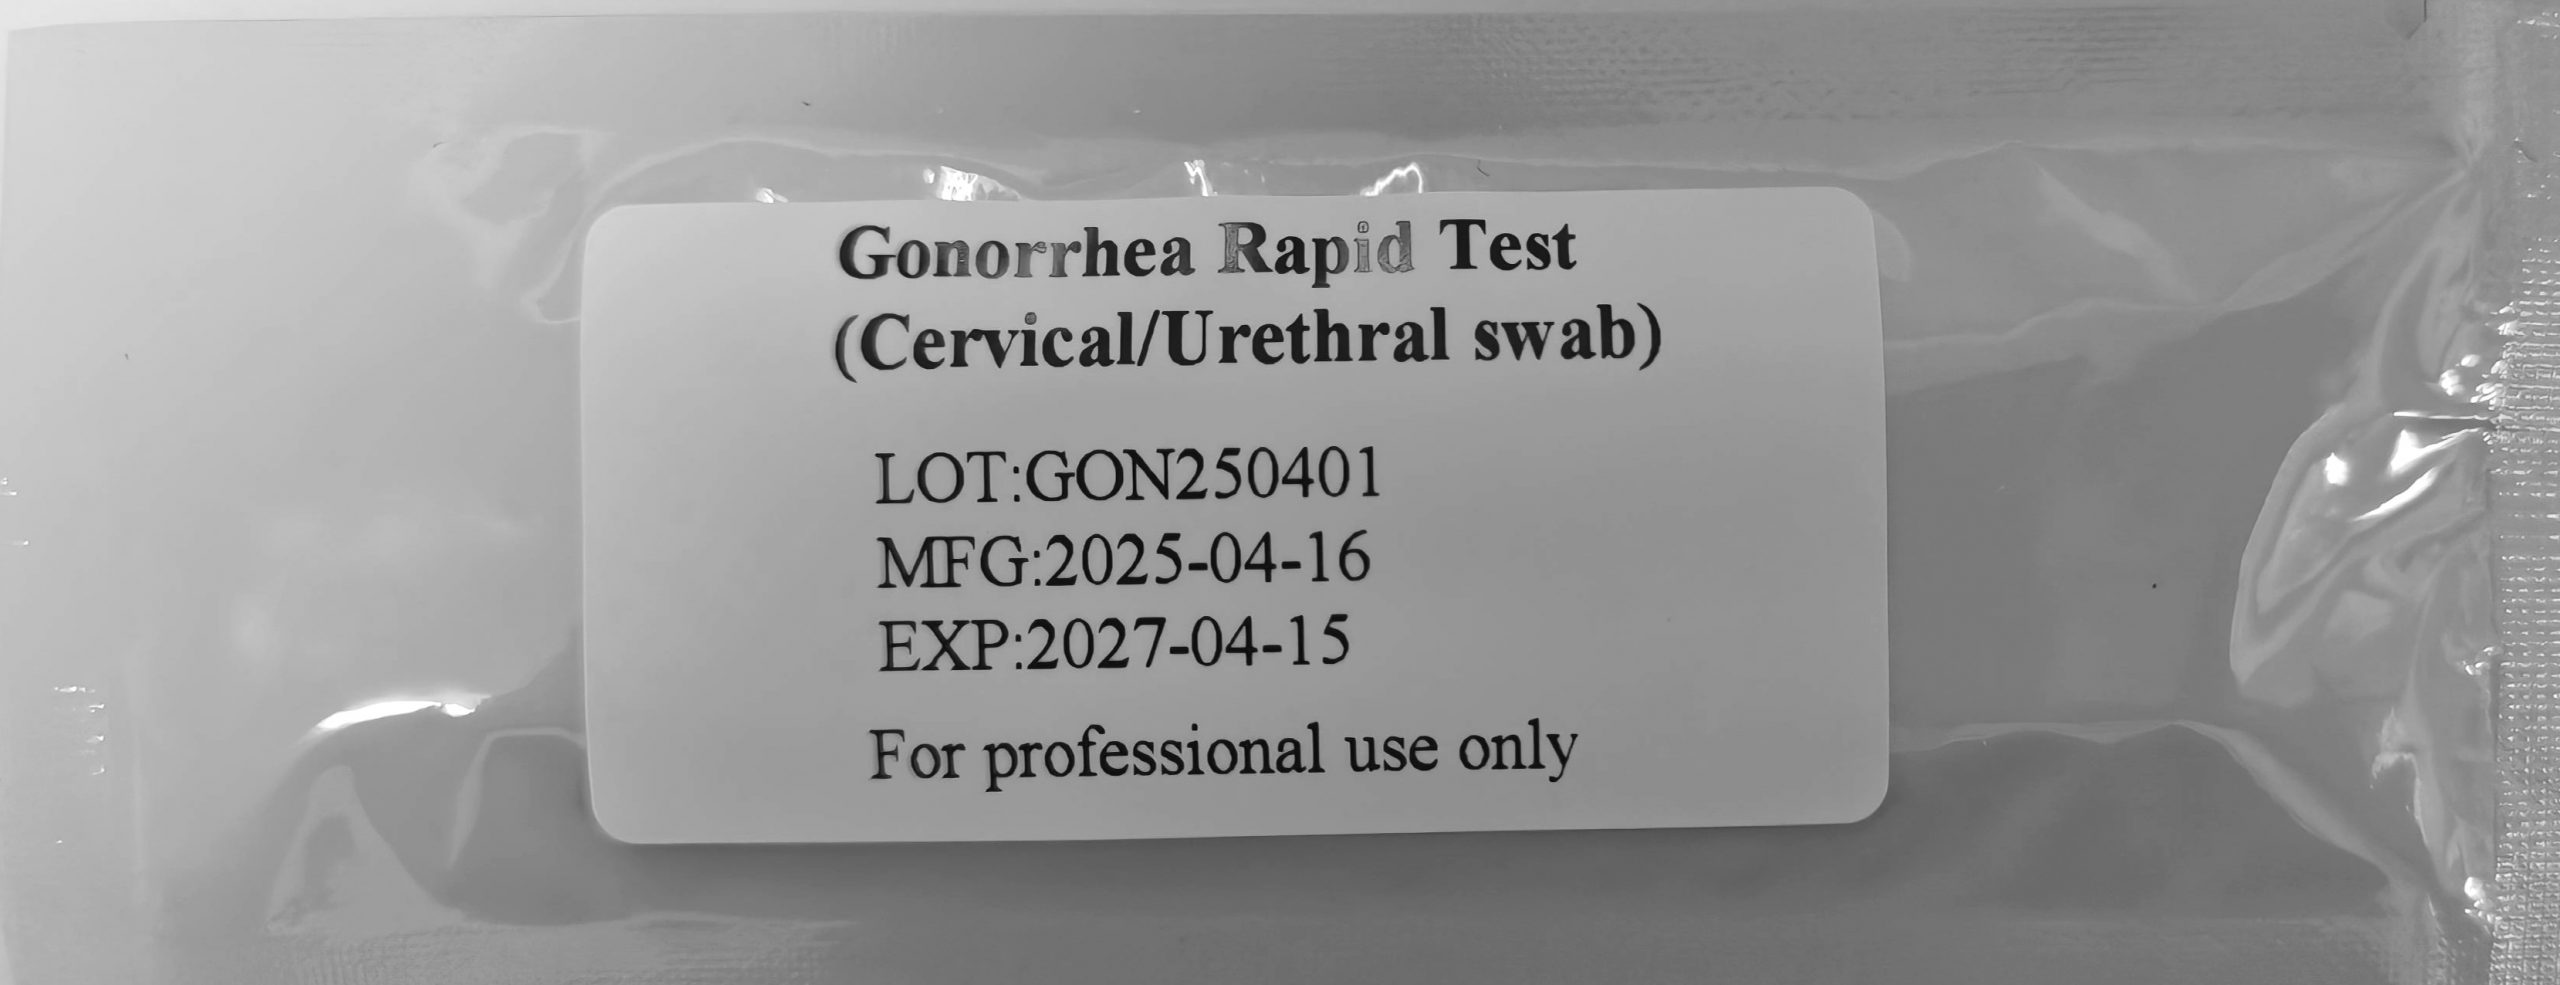 Gonorrhea Rapid Test
(Cervical/Urethral swab)
LOT:GON250401
MFG:2025-04-16
EXP:2027-04-15
For professional use only